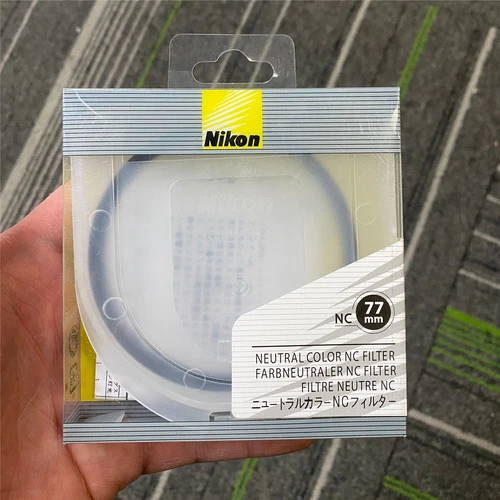 Nikon
Nikon
NC 77
mm
NEUTRAL COLOR NC FILTER
FARBNEUTRALER NC FILTER
FILTRE NEUTRE NC
ニュートラルカラーNCフィルター